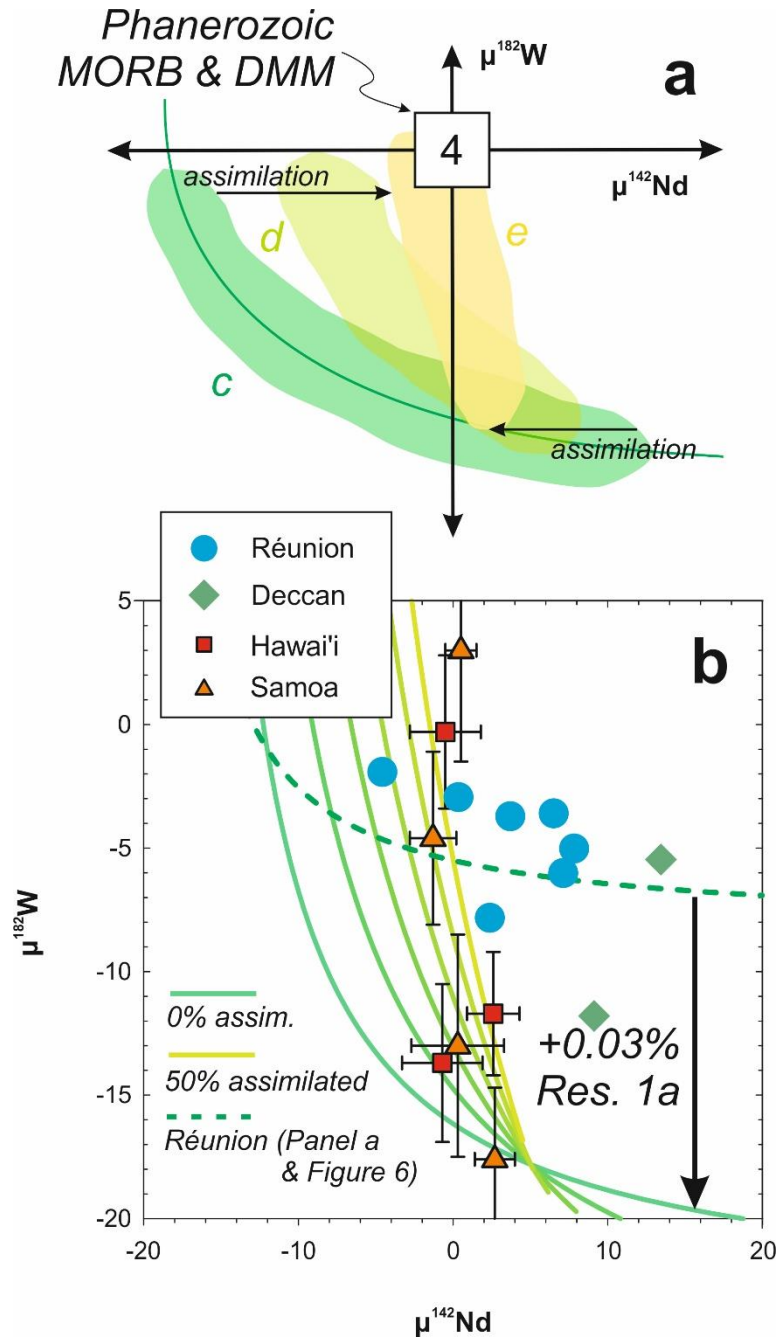 Phanerozoic
MORB & DMM
μ182W
a
4
μ142Nd
assimilation
d
e
c
assimilation
Réunion
Deccan
Hawai'i
Samoa
b
5
0
-5
-10
-15
-20
μ182W
+0.03%
Res. 1a
0% assim.
50% assimilated
Réunion (Panel a
& Figure 6)
-20
-10
0
10
20
μ142Nd